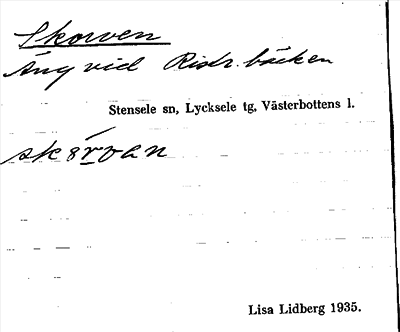 Skorven
Äng vid Ristr.bäcken
Stensele sn, Lycksele tg, Västerbottens l.
Lisa Lidberg 1935.